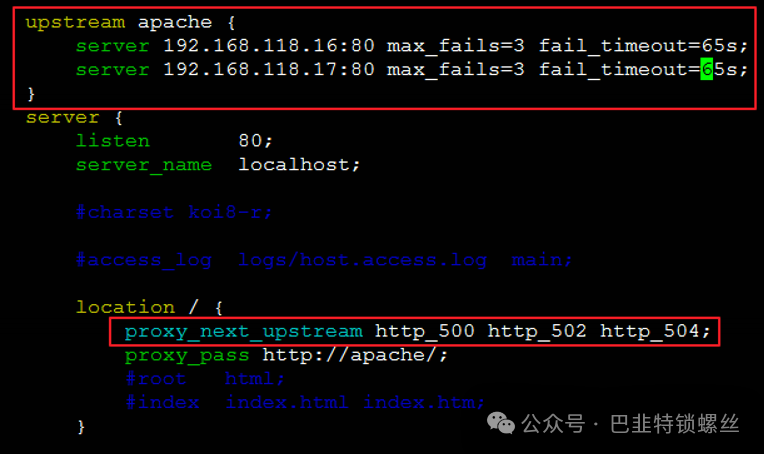 upstream apache {
    server 192.168.118.16:80 max_fails=3 fail_timeout=65s;
    server 192.168.118.17:80 max_fails=3 fail_timeout=65s;
}
server {
    listen       80;
    server_name  localhost;
    #charset koi8-r;
    #access_log  logs/host.access.log  main;
    location / {
        proxy_next_upstream http_500 http_502 http_504;
        proxy_pass http://apache/;
        #root   html;
        #index  index.html index.htm;
    }
公众号 · 巴韭特锁螺丝